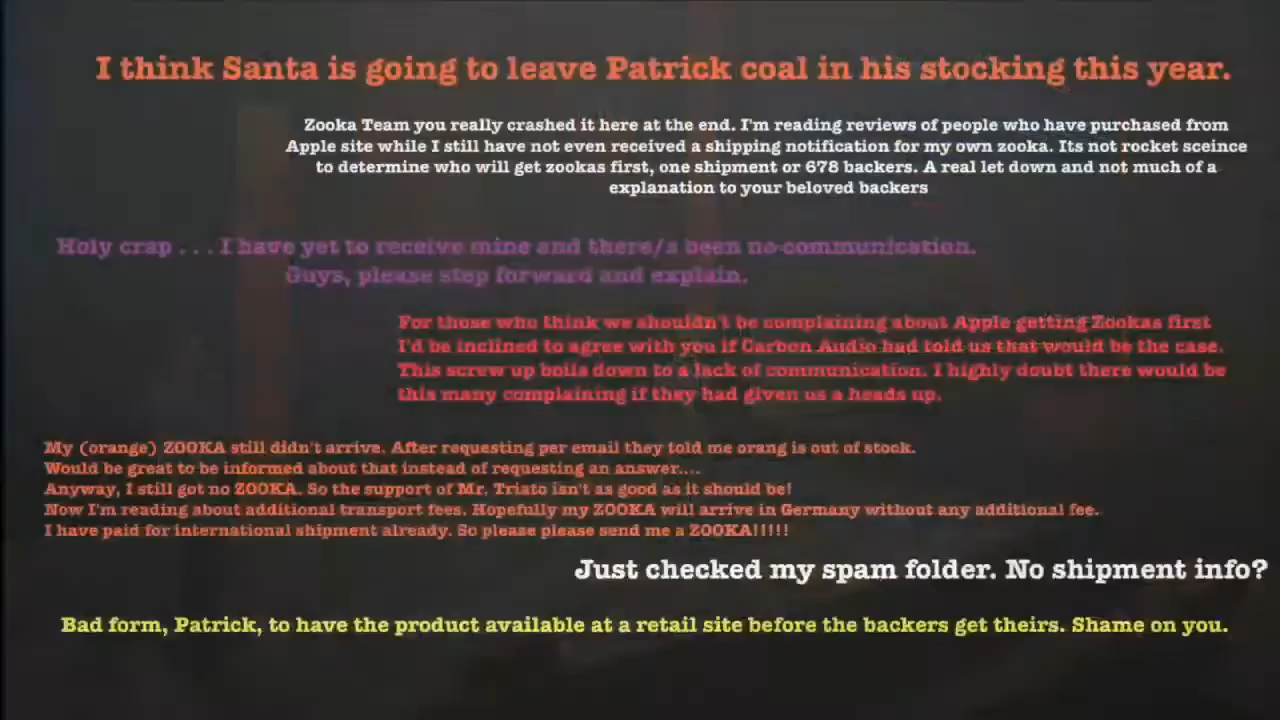 I think Santa is going to leave Patrick coal in his stocking this year.
Zooka Team you really crashed it here at the end. I'm reading reviews of people who have purchased from
Apple site while I still have not even received a shipping notification for my own zooka. Its not rocket sceince
to determine who will get zookas first, one shipment or 678 backers. A real let down and not much of a
explanation to your beloved backers
Holy crap . . . I have yet to receive mine and there/s been no communication.
Guys, please step forward and explain.
For those who think we shouldn't be complaining about Apple getting Zookas first
I'd be inclined to agree with you if Carbon Audio had told us that would be the case.
This screw up boils down to a lack of communication. I highly doubt there would be
this many complaining if they had given us a heads up.
My (orange) ZOOKA still didn't arrive. After requesting per email they told me orang is out of stock.
Would be great to be informed about that instead of requesting an answer....
Anyway, I still got no ZOOKA. So the support of Mr. Triato isn't as good as it should be!
Now I'm reading about additional transport fees. Hopefully my ZOOKA will arrive in Germany without any additional fee.
I have paid for international shipment already. So please please send me a ZOOKA!!!!!
Just checked my spam folder. No shipment info?
Bad form, Patrick, to have the product available at a retail site before the backers get theirs. Shame on you.